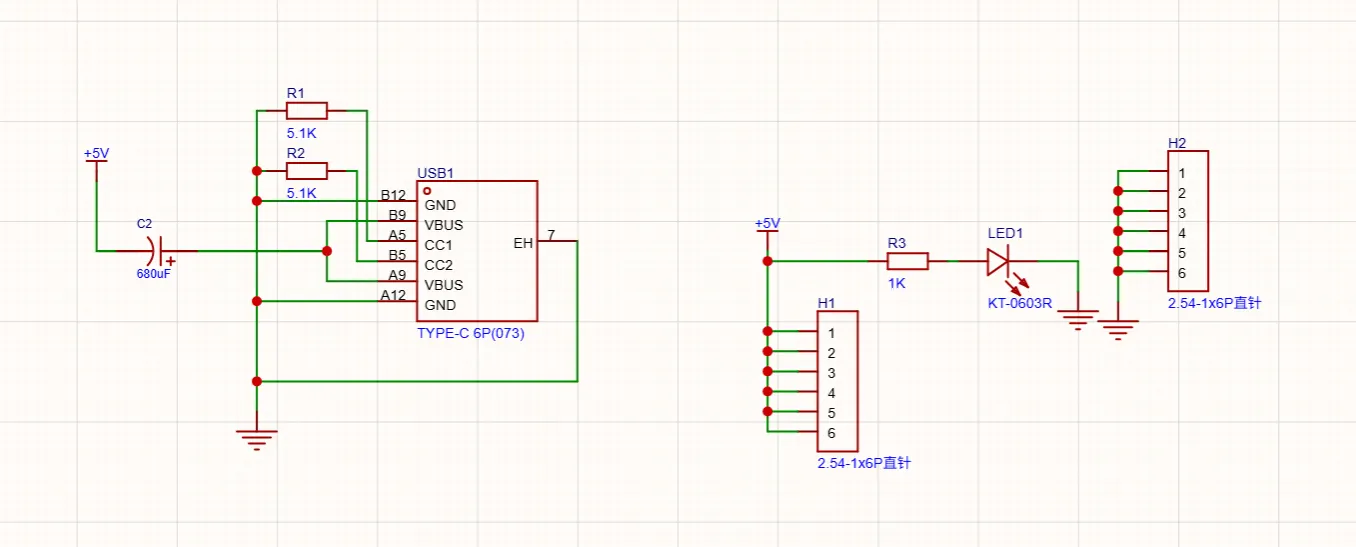 R1
5.1K
R2
5.1K
+5V
C2
680uF
+
USB1
B12
GND
B9
VBUS
A5
CC1
B5
CC2
A9
VBUS
A12
GND
EH
7
TYPE-C 6P(073)
+5V
R3
1K
LED1
KT-0603R
H1
1
2
3
4
5
6
2.54-1x6P直针
H2
1
2
3
4
5
6
2.54-1x6P直针